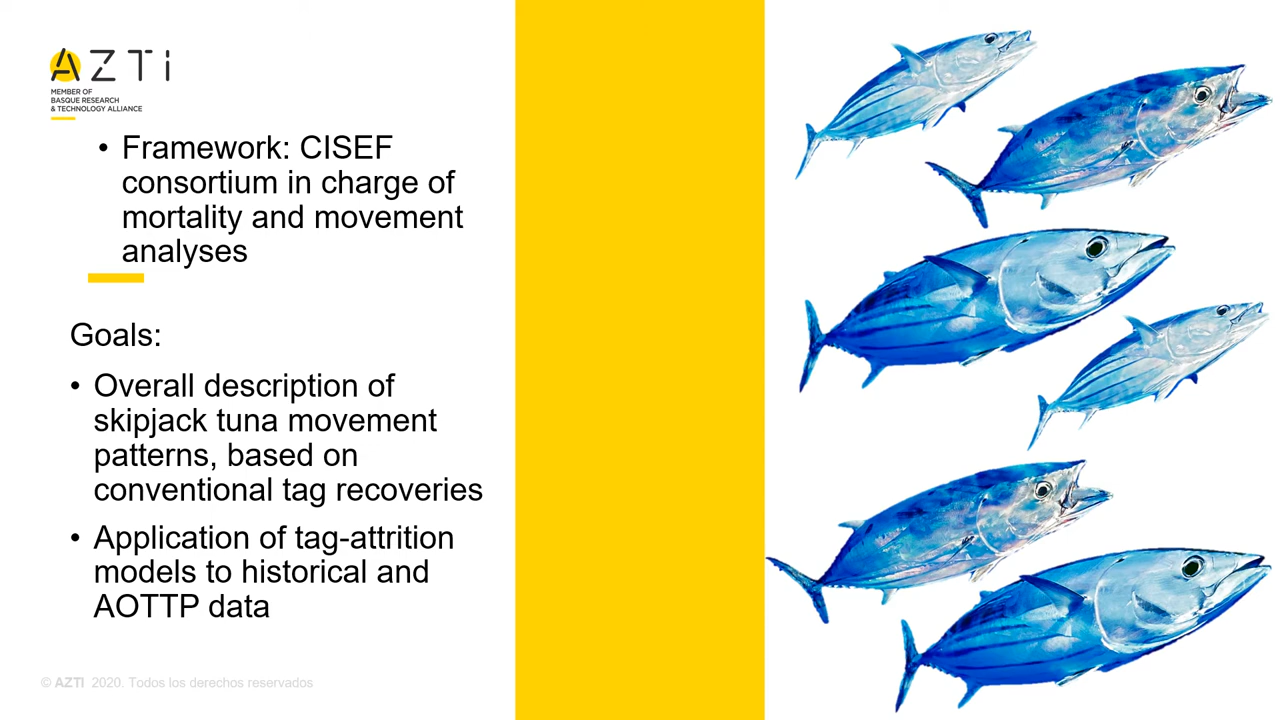 AZTi
MEMBER OF
BASQUE RESEARCH
& TECHNOLOGY ALLIANCE
• Framework: CISEF
consortium in charge of
mortality and movement
analyses
Goals:
• Overall description of
skipjack tuna movement
patterns, based on
conventional tag recoveries
• Application of tag-attrition
models to historical and
AOTTP data
© AZTI 2020. Todos los derechos reservados